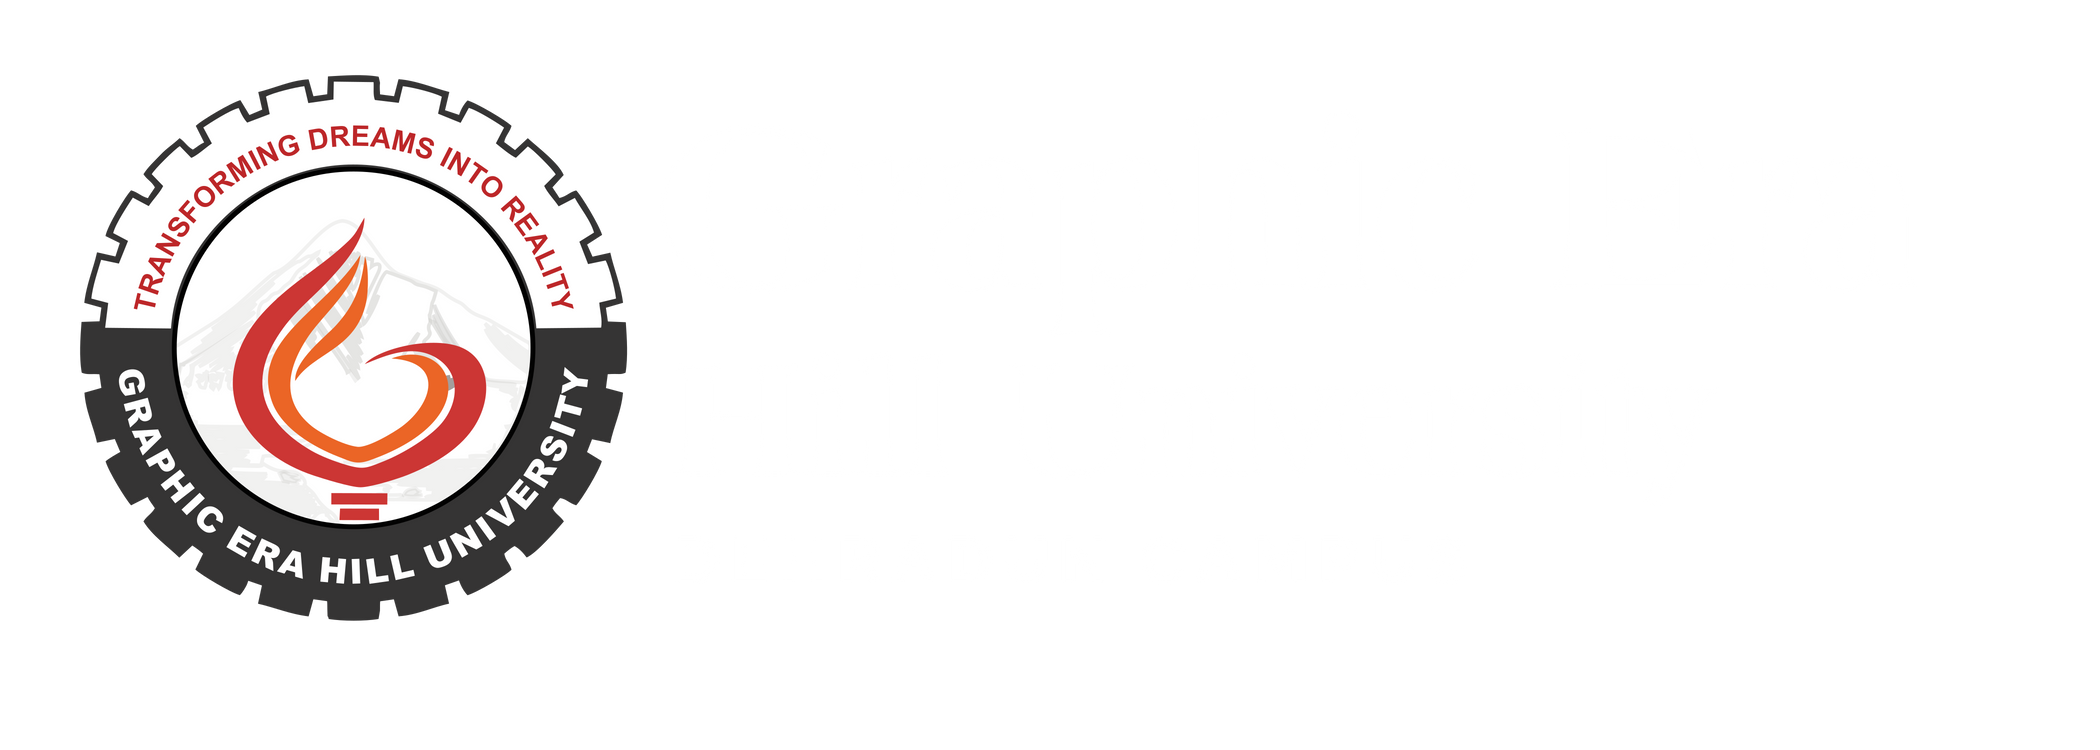 TRANSFORMING DREAMS INTO REALITY
GRAPHIC ERA HILL UNIVERSITY